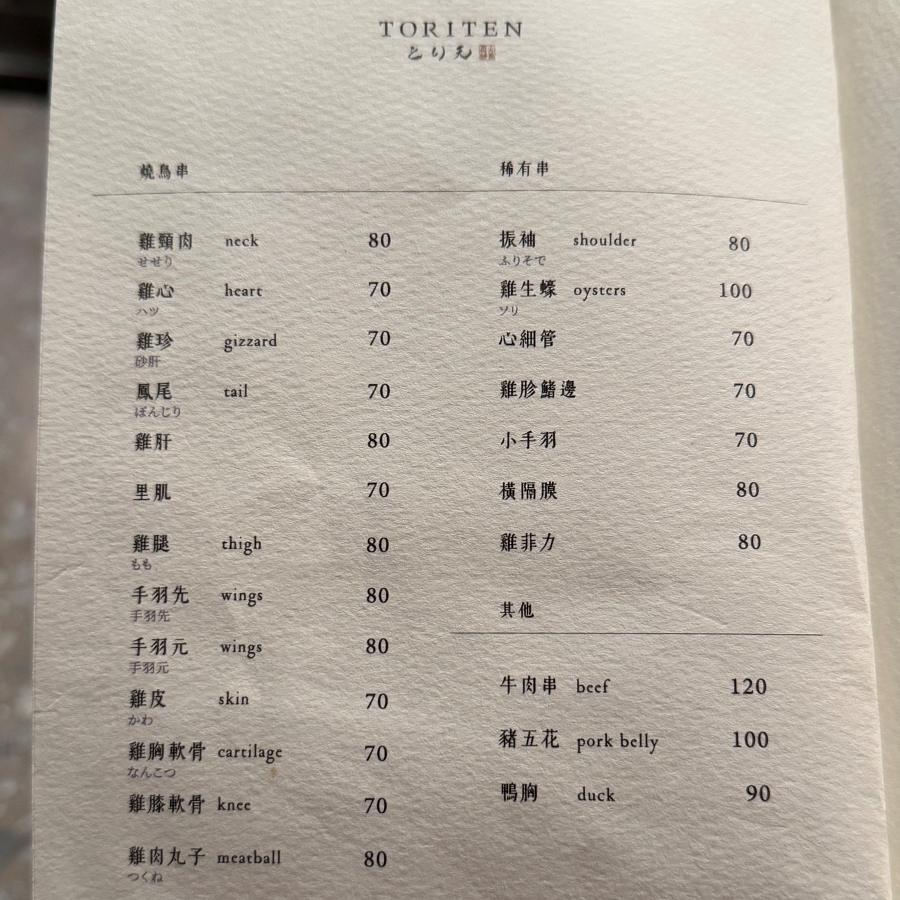 TORITEN
とりえ
燒鳥串
雞頸肉 neck 80
せせり
雞心 heart 70
ハツ
雞珍 gizzard 70
砂肝
鳳尾 tail 70
ぼんじり
雞肝 80
里肌 70
雞腿 thigh 80
もも
手羽先 wings 80
手羽先
手羽元 wings 80
手羽元
雞皮 skin 70
かわ
雞胸軟骨 cartilage 70
なんこつ
雞膝軟骨 knee 70
雞肉丸子 meatball 80
つくね
稀有串
振袖 shoulder 80
ふりそで
雞生蠔 oysters 100
ソリ
心細管 70
雞胗鰭邊 70
小手羽 70
橫隔膜 80
雞菲力 80
其他
牛肉串 beef 120
豬五花 pork belly 100
鴨胸 duck 90